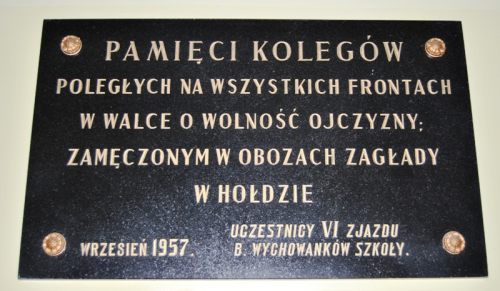 PAMIĘCI KOLEGÓW
POLEGŁYCH NA WSZYSTKICH FRONTACH
W WALCE O WOLNOŚĆ OJCZYZNY;
ZAMĘCZONYM W OBOZACH ZAGŁADY
W HOŁDZIE
UCZESTNICY VI ZJAZDU
WRZESIEŃ 1957. B. WYCHOWANKÓW SZKOŁY.